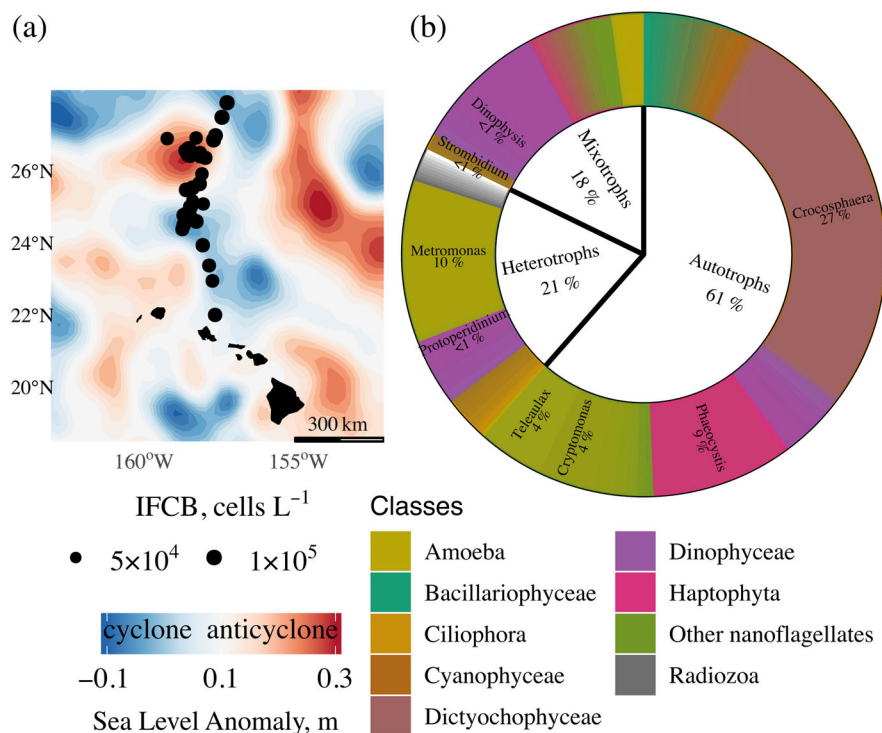 (a)
26°N
24°N
22°N
20°N
160°W
155°W
300 km
IFCB, cells L⁻¹
5×10⁴
1×10⁵
cyclone
anticyclone
−0.1
0.1
0.3
Sea Level Anomaly, m
(b)
Dinophysis
<1 %
Strombidium
<1 %
Mixotrophs
18 %
Metromonas
10 %
Heterotrophs
21 %
Protoperidinium
<1 %
Autotrophs
61 %
Crocosphaera
27 %
Teleaulax
4 %
Cryptomonas
4 %
Phaeocystis
9 %
Classes
Amoeba
Bacillariophyceae
Ciliophora
Cyanophyceae
Dictyochophyceae
Dinophyceae
Haptophyta
Other nanoflagellates
Radiozoa